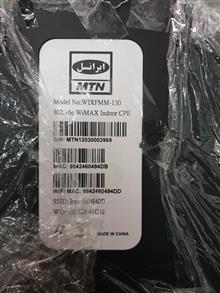 ایرانسل
MTN
Model No:WIXFMM-130
802.16e WiMAX Indoor CPE
S/N: MTN12030003965
MAC: 9842460494DB
WIFI MAC: 9842460494DD
SSID:
MADE IN CHINA